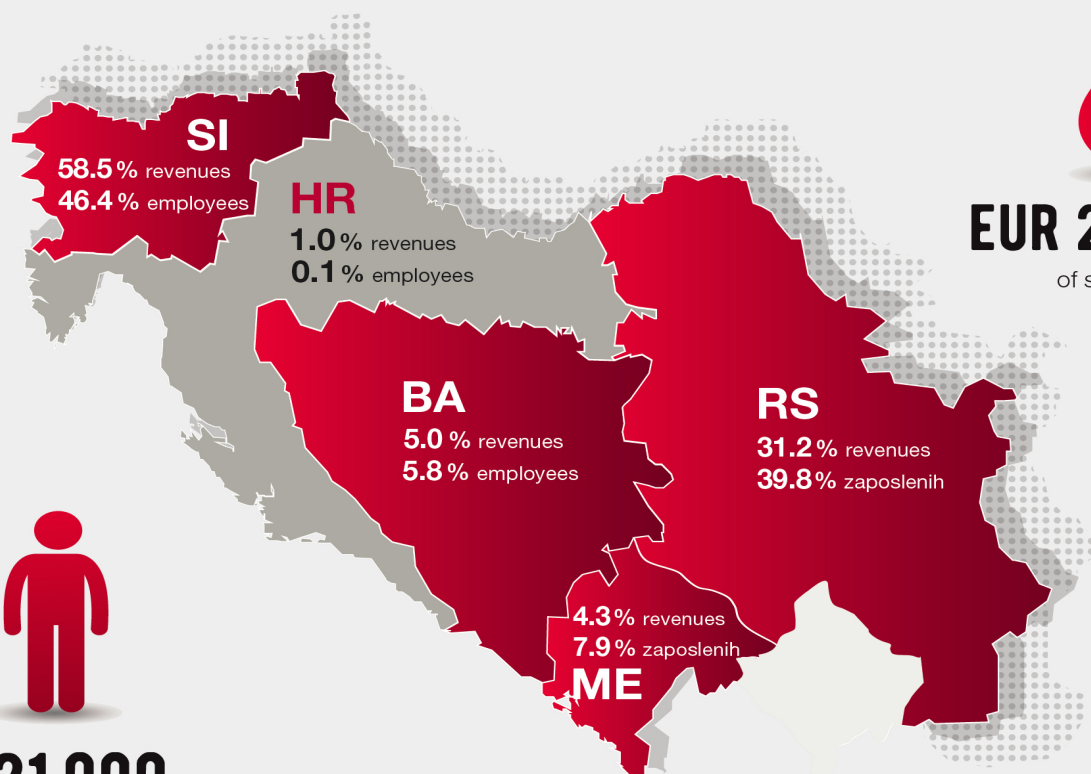 SI
58.5% revenues
46.4% employees
HR
1.0% revenues
0.1% employees
EUR 2
of s
BA
5.0% revenues
5.8% employees
RS
31.2% revenues
39.8% zaposlenih
4.3% revenues
7.9% zaposlenih
ME